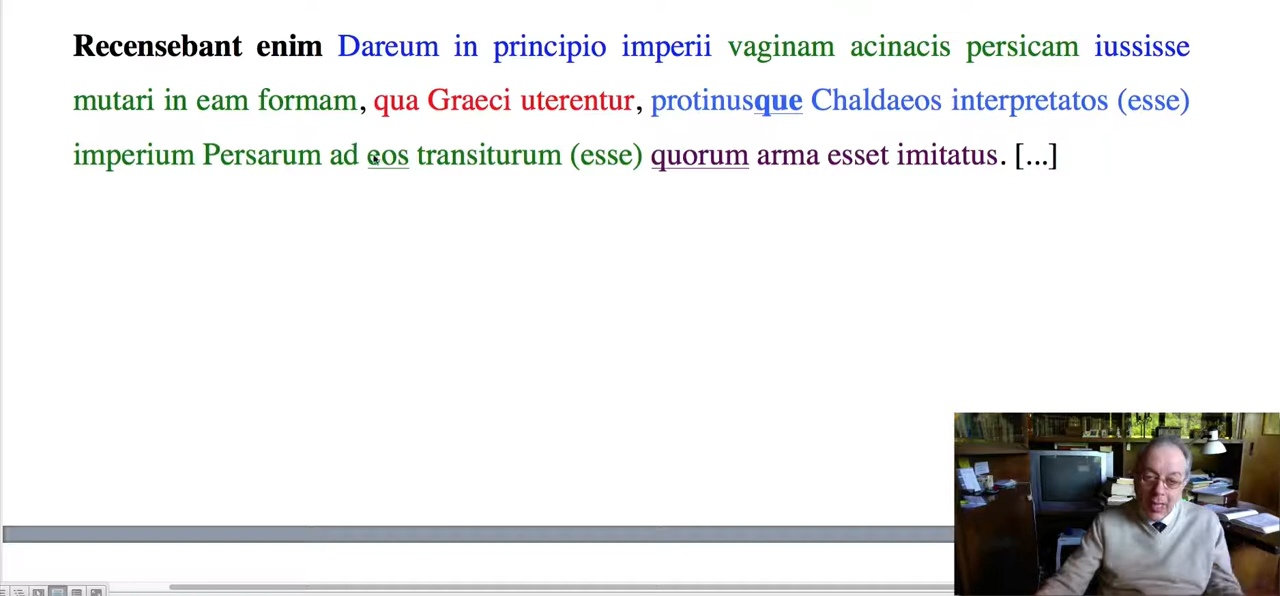 Recensebant enim Dareum in principio imperii vaginam acinacis persicam iussisse
mutari in eam formam, qua Graeci uterentur, protinusque Chaldaeos interpretatos (esse)
imperium Persarum ad eos transiturum (esse) quorum arma esset imitatus. [...]